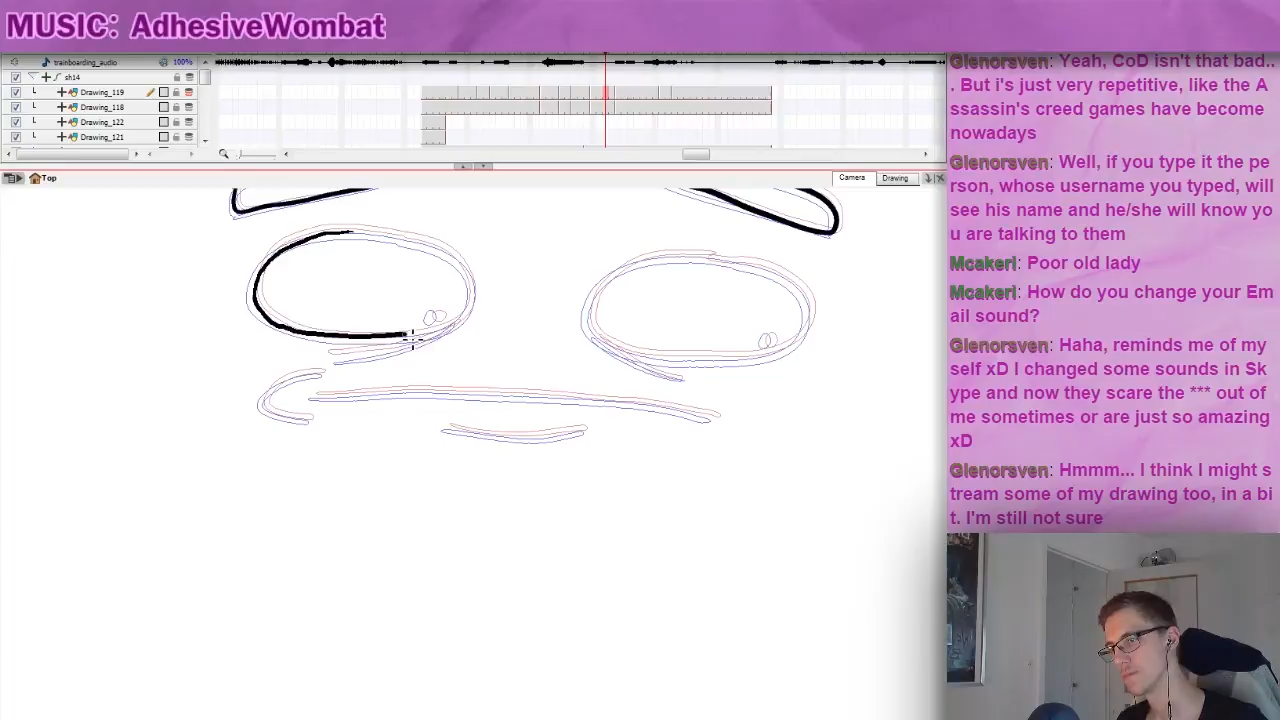 MUSIC: AdhesiveWombat
trainboarding_audio 100%
sh14
Drawing_119
Drawing_118
Drawing_122
Drawing_121
Top
Camera
Drawing
Glenorsven: Yeah, CoD isn't that bad..
. But i's just very repetitive, like the A
ssassin's creed games have become
nowadays
Glenorsven: Well, if you type it the pe
rson, whose username you typed, will
see his name and he/she will know yo
u are talking to them
Mcakerl: Poor old lady
Mcakerl: How do you change your Em
ail sound?
Glenorsven: Haha, reminds me of my
self xD I changed some sounds in Sk
ype and now they scare the *** out of
me sometimes or are just so amazing
xD
Glenorsven: Hmmm... I think I might s
tream some of my drawing too, in a bi
t. I'm still not sure